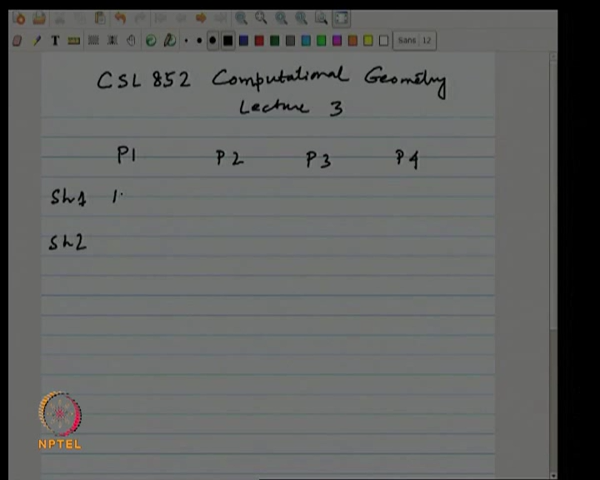 Sans 12
CSL 852 Computational Geometry
Lecture 3
P1 P2 P3 P4
Sh1 1.
Sh2
NPTEL